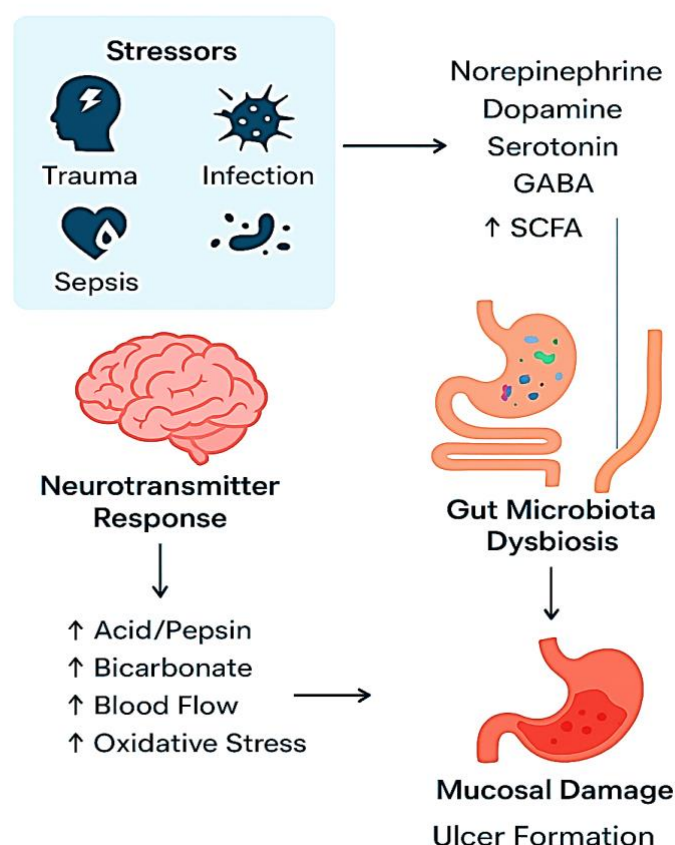 Stressors
Trauma
Infection
Sepsis
Norepinephrine
Dopamine
Serotonin
GABA
↑ SCFA
Neurotransmitter
Response
↑ Acid/Pepsin
↑ Bicarbonate
↑ Blood Flow
↑ Oxidative Stress
Gut Microbiota
Dysbiosis
Mucosal Damage
Ulcer Formation